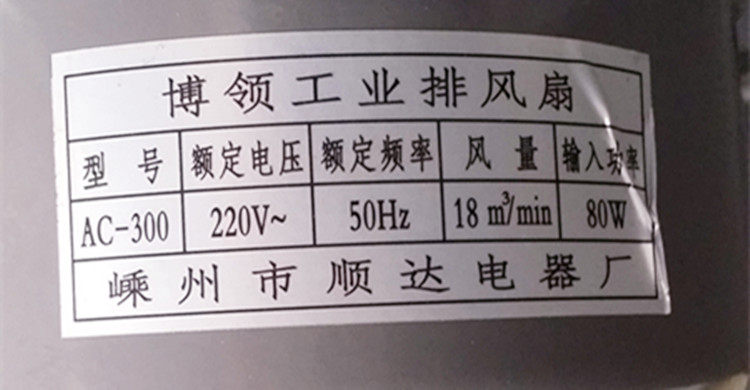 博领工业排风扇
型号 额定电压 额定频率 风量 输入功率
AC-300 220V~ 50Hz 18 m³/min 80W
嵊州市顺达电器厂